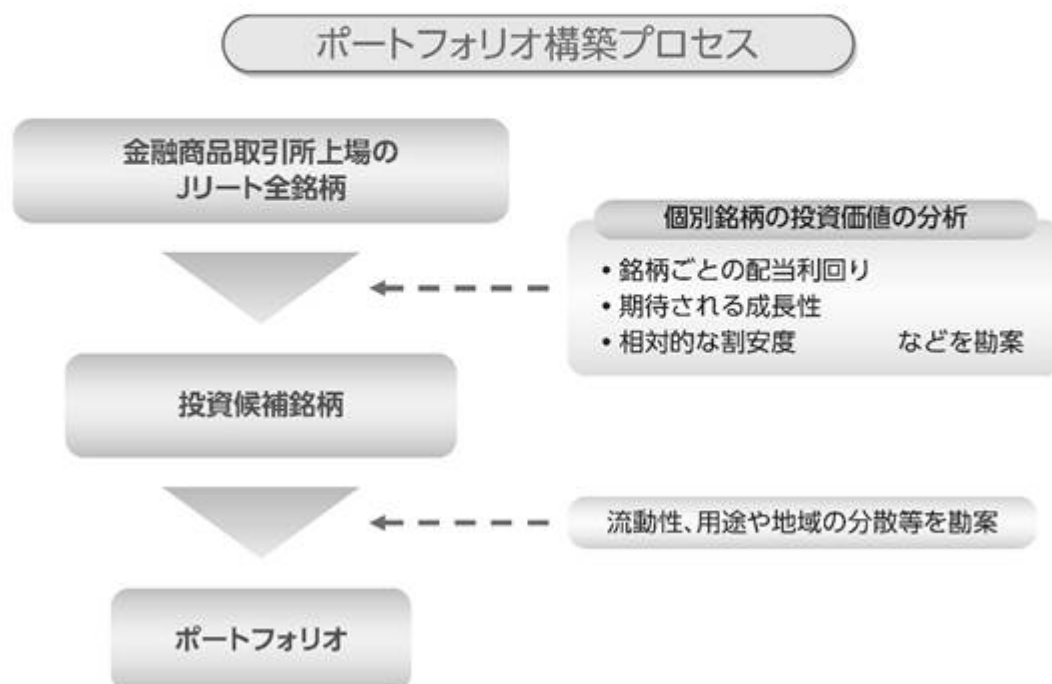 ポートフォリオ構築プロセス
金融商品取引所上場の
Jリート全銘柄
個別銘柄の投資価値の分析
• 銘柄ごとの配当利回り
• 期待される成長性
• 相対的な割安度 などを勘案
投資候補銘柄
流動性、用途や地域の分散等を勘案
ポートフォリオ